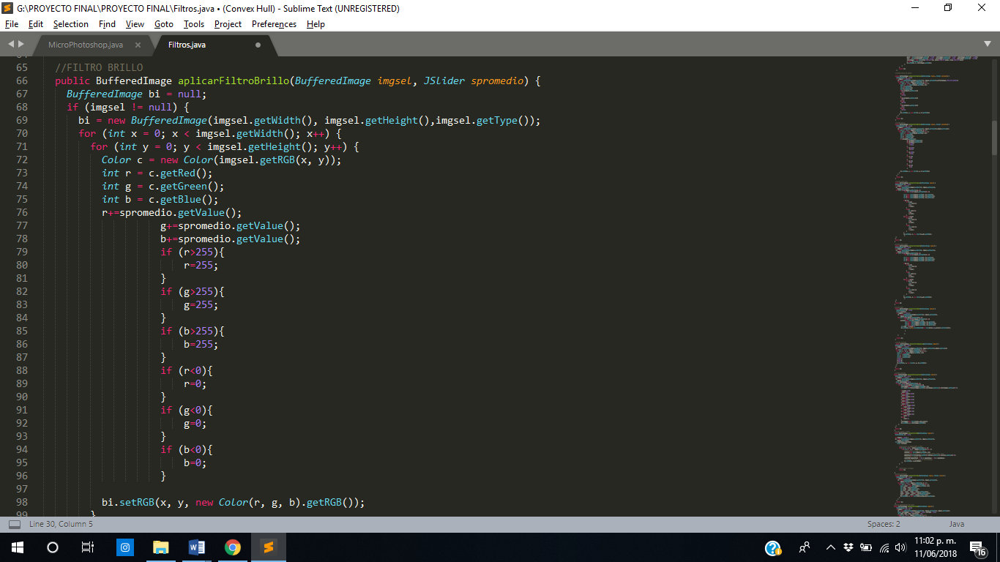 G:\PROYECTO FINAL\PROYECTO FINAL\Filtros.java • (Convex Hull) - Sublime Text (UNREGISTERED)
File Edit Selection Find View Goto Tools Project Preferences Help
MicroPhotoshop.java Filtros.java
65 //FILTRO BRILLO
66 public BufferedImage aplicarFiltroBrillo(BufferedImage imgsel, JSlider spromedio) {
67 BufferedImage bi = null;
68 if (imgsel != null) {
69 bi = new BufferedImage(imgsel.getWidth(), imgsel.getHeight(),imgsel.getType());
70 for (int x = 0; x < imgsel.getWidth(); x++) {
71 for (int y = 0; y < imgsel.getHeight(); y++) {
72 Color c = new Color(imgsel.getRGB(x, y));
73 int r = c.getRed();
74 int g = c.getGreen();
75 int b = c.getBlue();
76 r+=spromedio.getValue();
77 g+=spromedio.getValue();
78 b+=spromedio.getValue();
79 if (r>255){
80 r=255;
81 }
82 if (g>255){
83 g=255;
84 }
85 if (b>255){
86 b=255;
87 }
88 if (r<0){
89 r=0;
90 }
91 if (g<0){
92 g=0;
93 }
94 if (b<0){
95 b=0;
96 }
97
98 bi.setRGB(x, y, new Color(r, g, b).getRGB());
99 }
Line 30, Column 5 Spaces: 2 Java
11:02 p. m.
11/06/2018
16